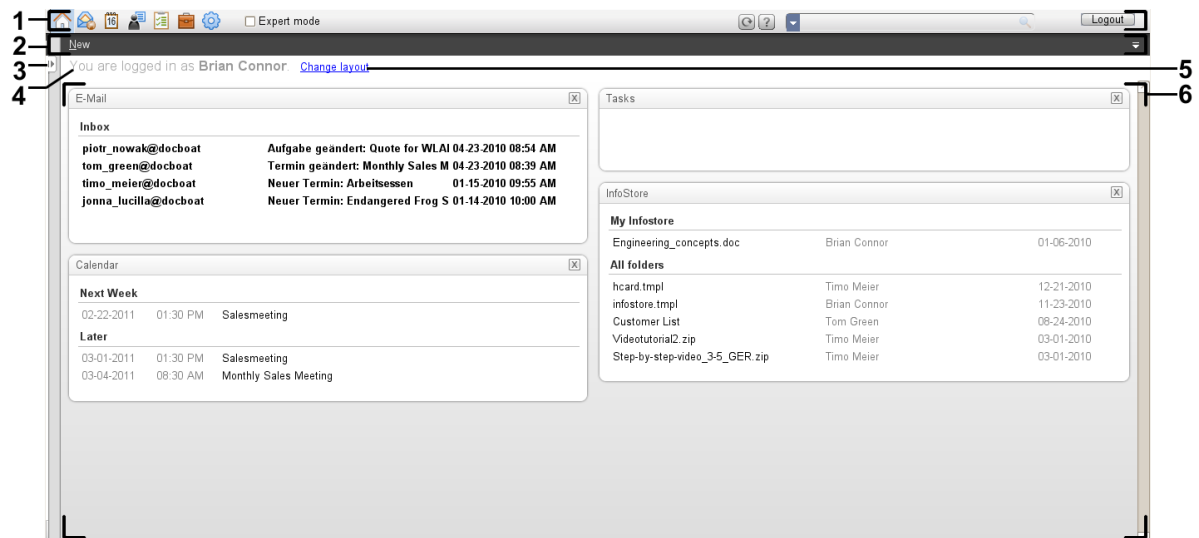 1 16 Expert mode ? Logout
2 New
3 You are logged in as Brian Connor. Change layout 5
4 6
E-Mail X
Inbox
piotr_nowak@docboat Aufgabe geändert: Quote for WLAI 04-23-2010 08:54 AM
tom_green@docboat Termin geändert: Monthly Sales M 04-23-2010 08:39 AM
timo_meier@docboat Neuer Termin: Arbeitsessen 01-15-2010 09:55 AM
jonna_lucilla@docboat Neuer Termin: Endangered Frog S 01-14-2010 10:00 AM
Calendar X
Next Week
02-22-2011 01:30 PM Salesmeeting
Later
03-01-2011 01:30 PM Salesmeeting
03-04-2011 08:30 AM Monthly Sales Meeting
Tasks X
InfoStore X
My Infostore
Engineering_concepts.doc Brian Connor 01-06-2010
All folders
hcard.tmpl Timo Meier 12-21-2010
infostore.tmpl Brian Connor 11-23-2010
Customer List Tom Green 08-24-2010
Videotutorial2.zip Timo Meier 03-01-2010
Step-by-step-video_3-5_GER.zip Timo Meier 03-01-2010